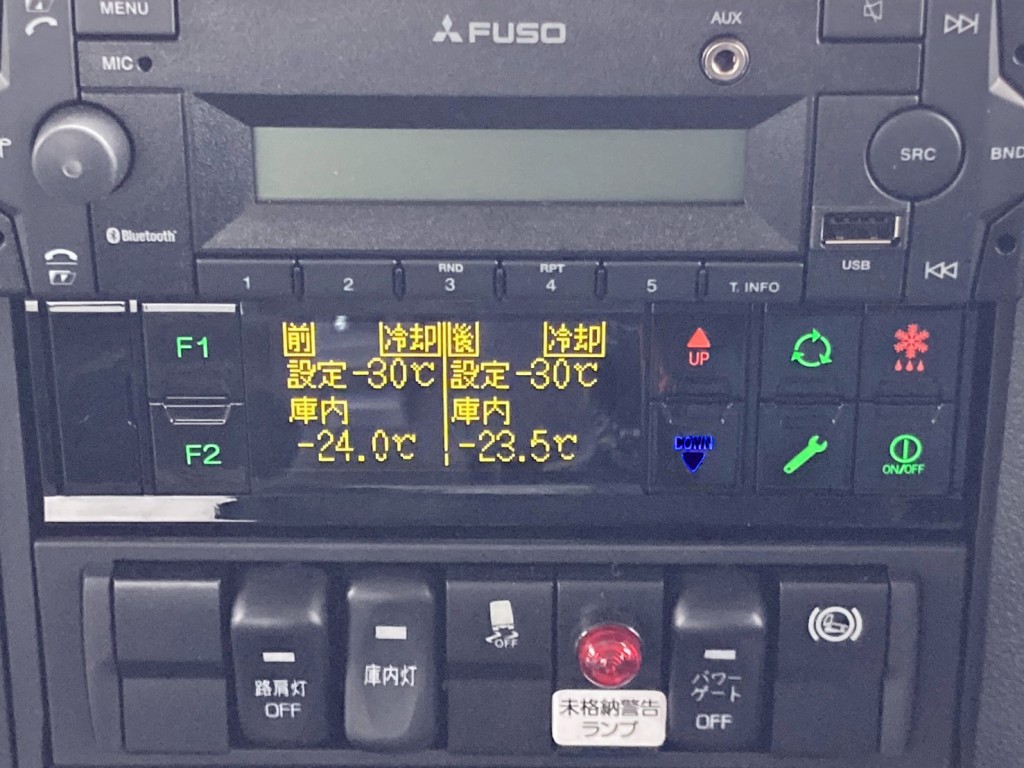 MENU
FUSO
AUX
MIC
SRC
BND
Bluetooth
USB
1
2
RND
3
RPT
4
5
T. INFO
F1
F2
前 冷却 後 冷却
設定 -30℃ 設定 -30℃
庫内 庫内
-24.0℃ -23.5℃
UP
DOWN
ON/OFF
路肩灯
OFF
庫内灯
OFF
未格納警告
ランプ
パワー
ゲート
OFF